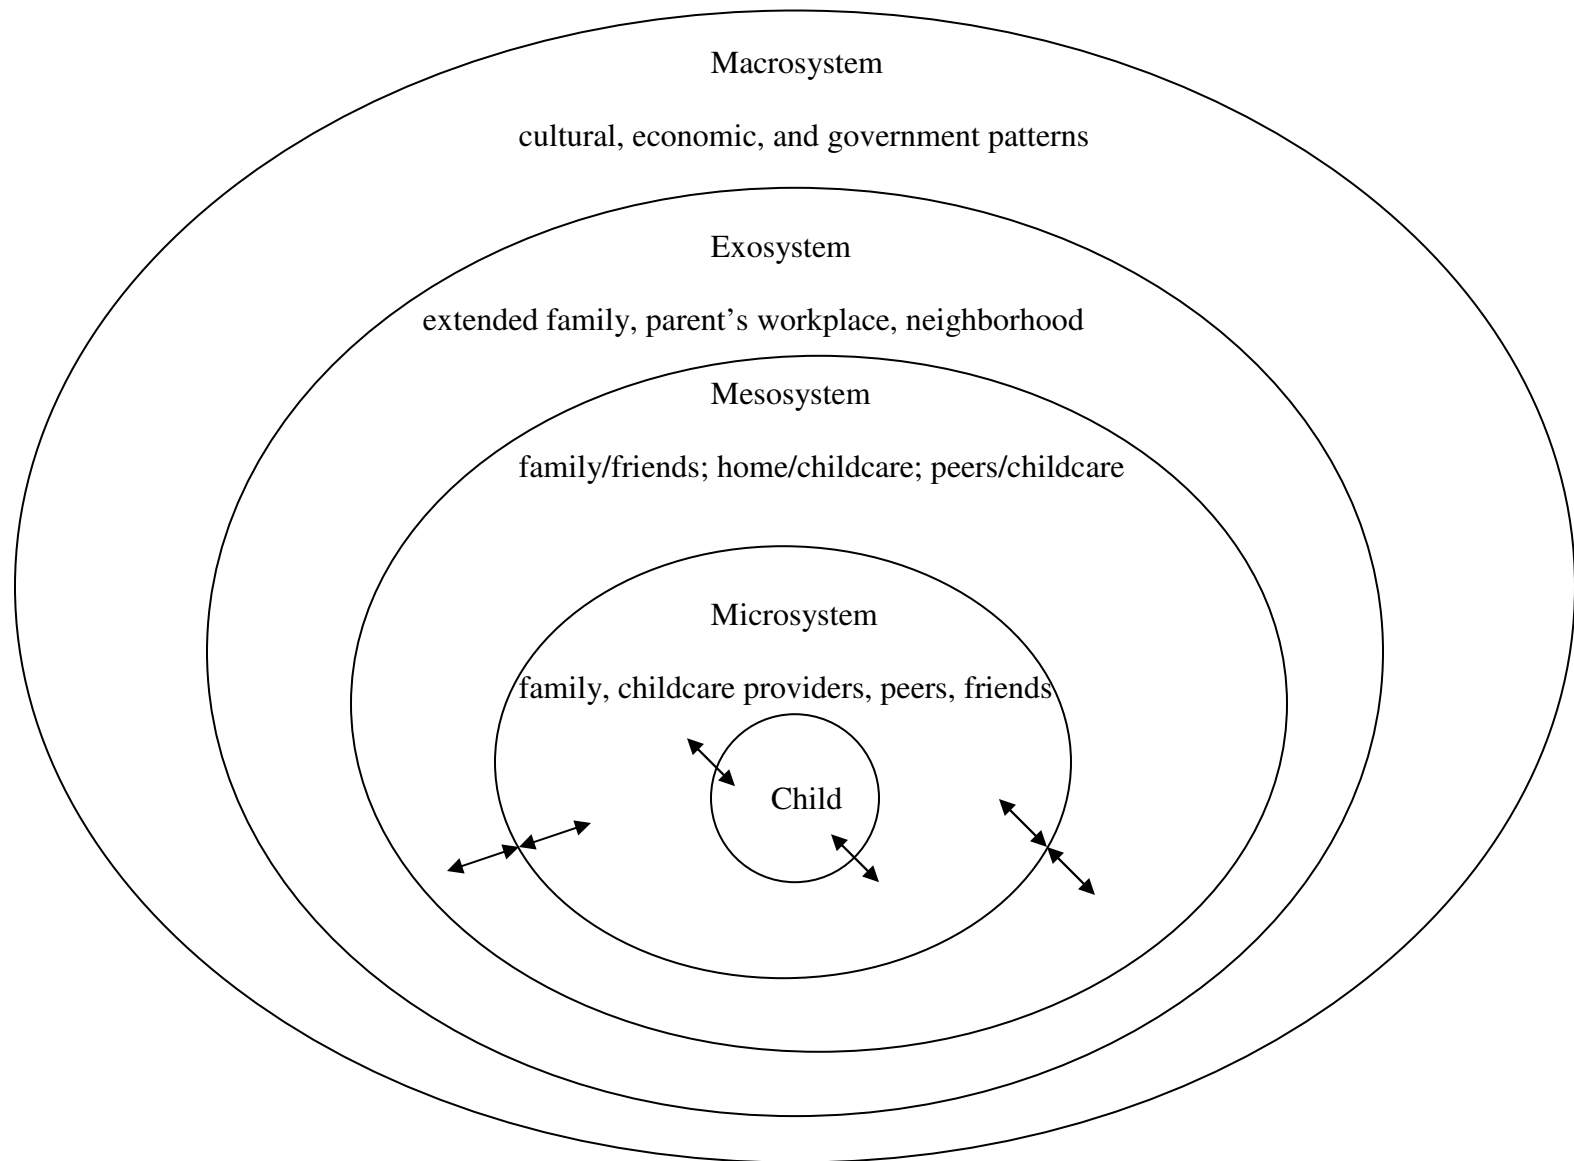 Macrosystem
cultural, economic, and government patterns
Exosystem
extended family, parent’s workplace, neighborhood
Mesosystem
family/friends; home/childcare; peers/childcare
Microsystem
family, childcare providers, peers, friends
Child